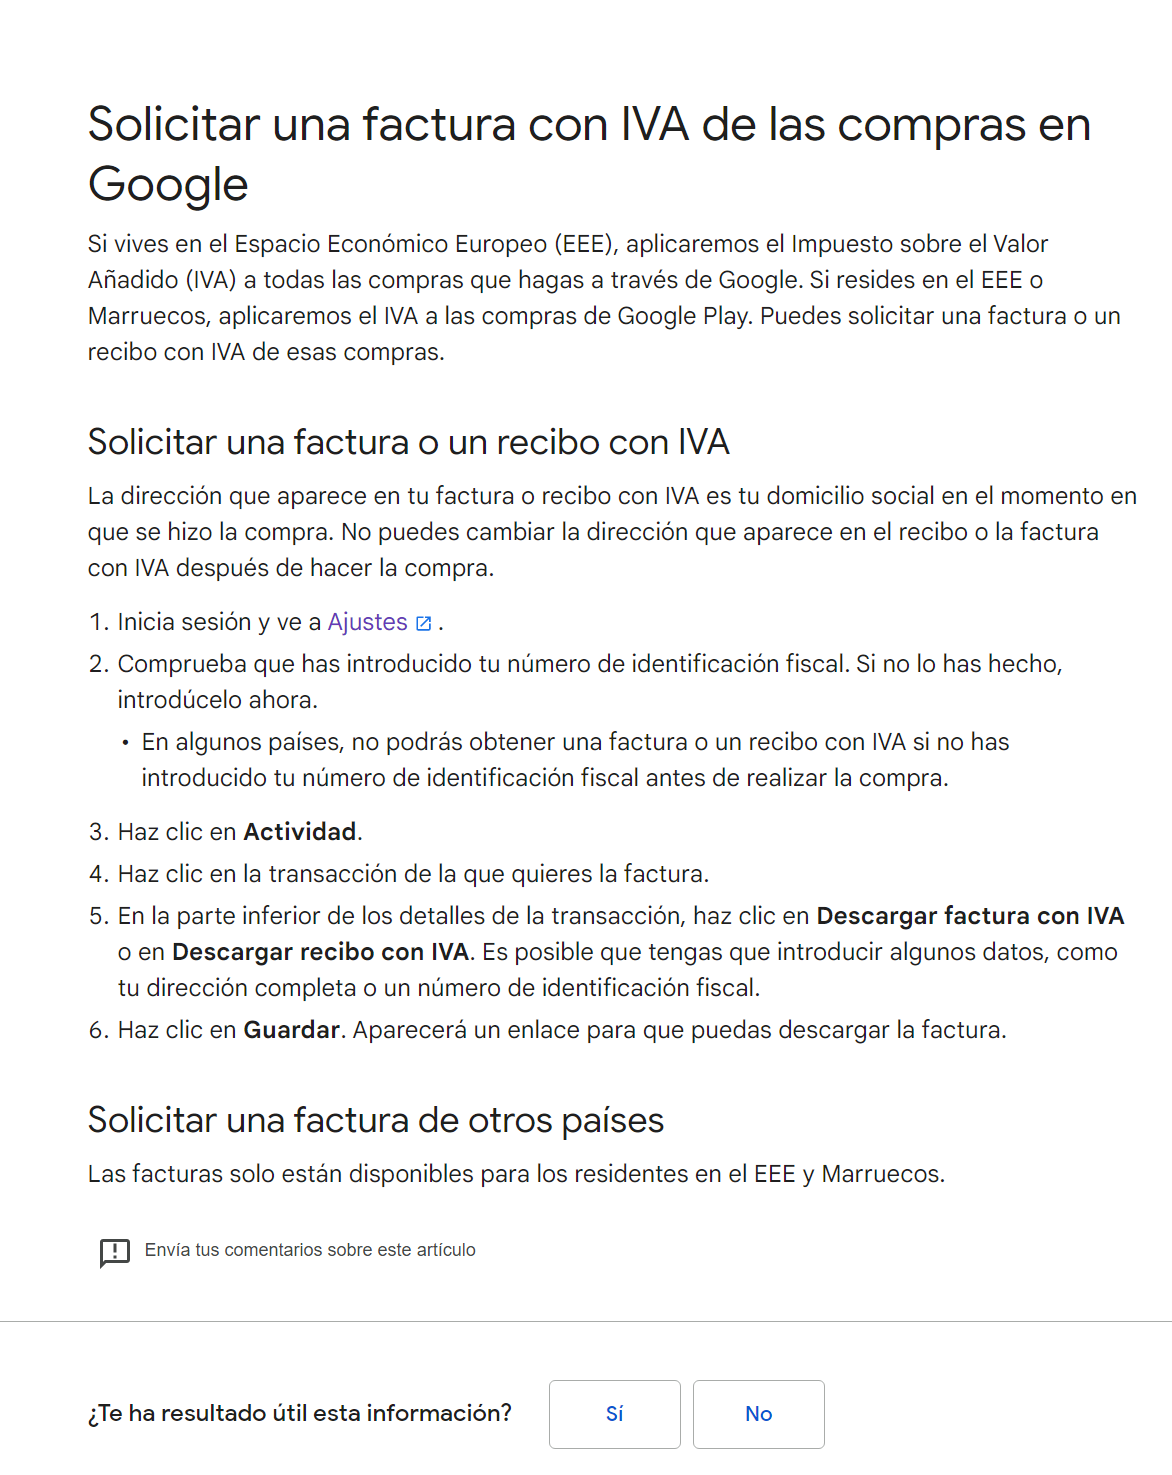 Solicitar una factura con IVA de las compras en
Google
Si vives en el Espacio Económico Europeo (EEE), aplicaremos el Impuesto sobre el Valor
Añadido (IVA) a todas las compras que hagas a través de Google. Si resides en el EEE o
Marruecos, aplicaremos el IVA a las compras de Google Play. Puedes solicitar una factura o un
recibo con IVA de esas compras.
Solicitar una factura o un recibo con IVA
La dirección que aparece en tu factura o recibo con IVA es tu domicilio social en el momento en
que se hizo la compra. No puedes cambiar la dirección que aparece en el recibo o la factura
con IVA después de hacer la compra.
1. Inicia sesión y ve a Ajustes .
2. Comprueba que has introducido tu número de identificación fiscal. Si no lo has hecho,
introdúcelo ahora.
• En algunos países, no podrás obtener una factura o un recibo con IVA si no has
introducido tu número de identificación fiscal antes de realizar la compra.
3. Haz clic en Actividad.
4. Haz clic en la transacción de la que quieres la factura.
5. En la parte inferior de los detalles de la transacción, haz clic en Descargar factura con IVA
o en Descargar recibo con IVA. Es posible que tengas que introducir algunos datos, como
tu dirección completa o un número de identificación fiscal.
6. Haz clic en Guardar. Aparecerá un enlace para que puedas descargar la factura.
Solicitar una factura de otros países
Las facturas solo están disponibles para los residentes en el EEE y Marruecos.
Envía tus comentarios sobre este artículo
¿Te ha resultado útil esta información? Sí No